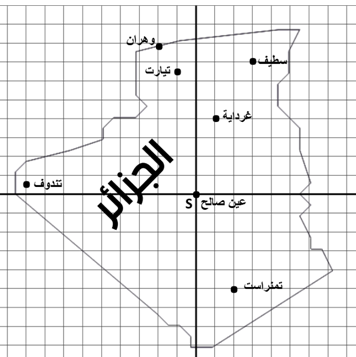 وهران
سطيف
تيارت
غرداية
الجزائر
تندوف
S عين صالح
تمنراست